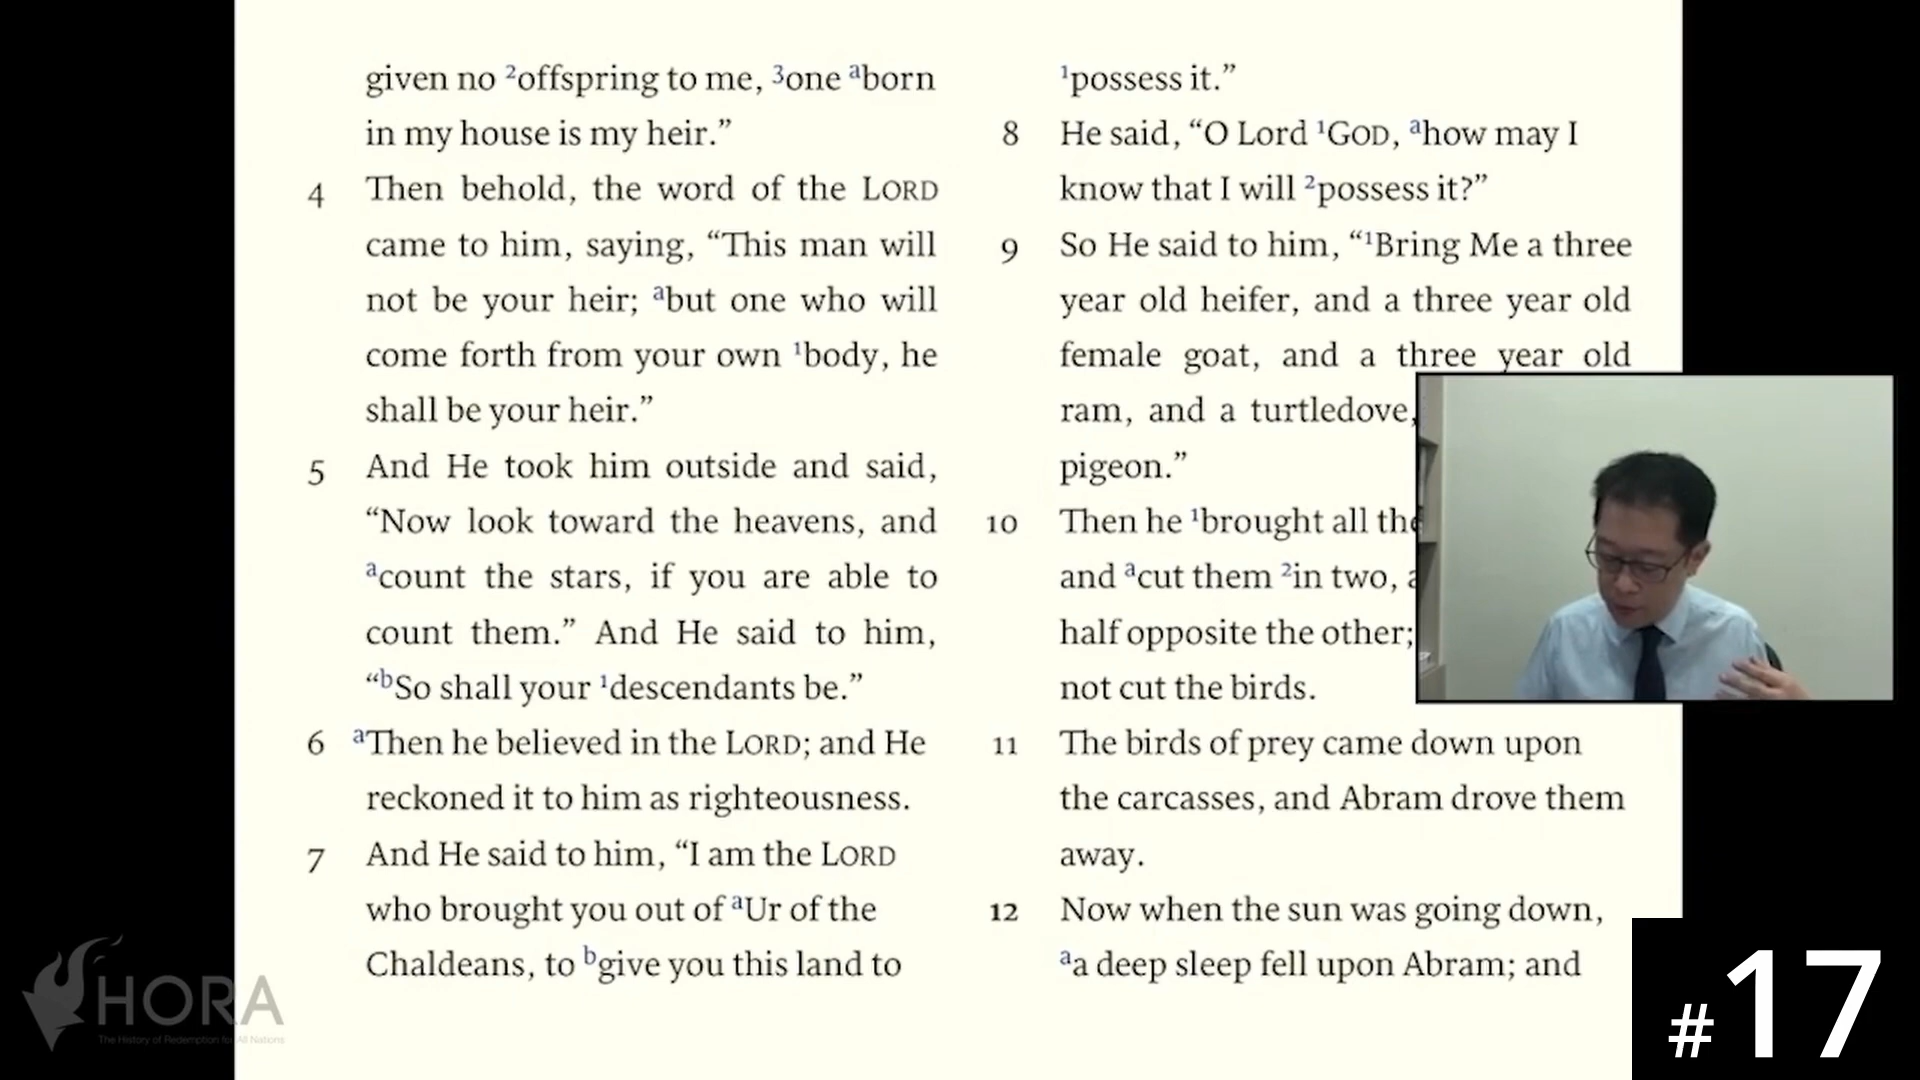 given no ²offspring to me, ³one ᵃborn
in my house is my heir.”
4 Then behold, the word of the LORD
came to him, saying, “This man will
not be your heir; ᵃbut one who will
come forth from your own ¹body, he
shall be your heir.”
5 And He took him outside and said,
“Now look toward the heavens, and
ᵃcount the stars, if you are able to
count them.” And He said to him,
“ᵇSo shall your ¹descendants be.”
6 ᵃThen he believed in the LORD; and He
reckoned it to him as righteousness.
7 And He said to him, “I am the LORD
who brought you out of ᵃUr of the
Chaldeans, to ᵇgive you this land to
¹possess it.”
8 He said, “O Lord ¹GOD, ᵃhow may I
know that I will ²possess it?”
9 So He said to him, “¹Bring Me a three
year old heifer, and a three year old
female goat, and a three year old
ram, and a turtledove,
pigeon.”
10 Then he ¹brought all the
and ᵃcut them ²in two,
half opposite the other;
not cut the birds.
11 The birds of prey came down upon
the carcasses, and Abram drove them
away.
12 Now when the sun was going down,
ᵃa deep sleep fell upon Abram; and
HORA
The History of Redemption for All Nations
#17